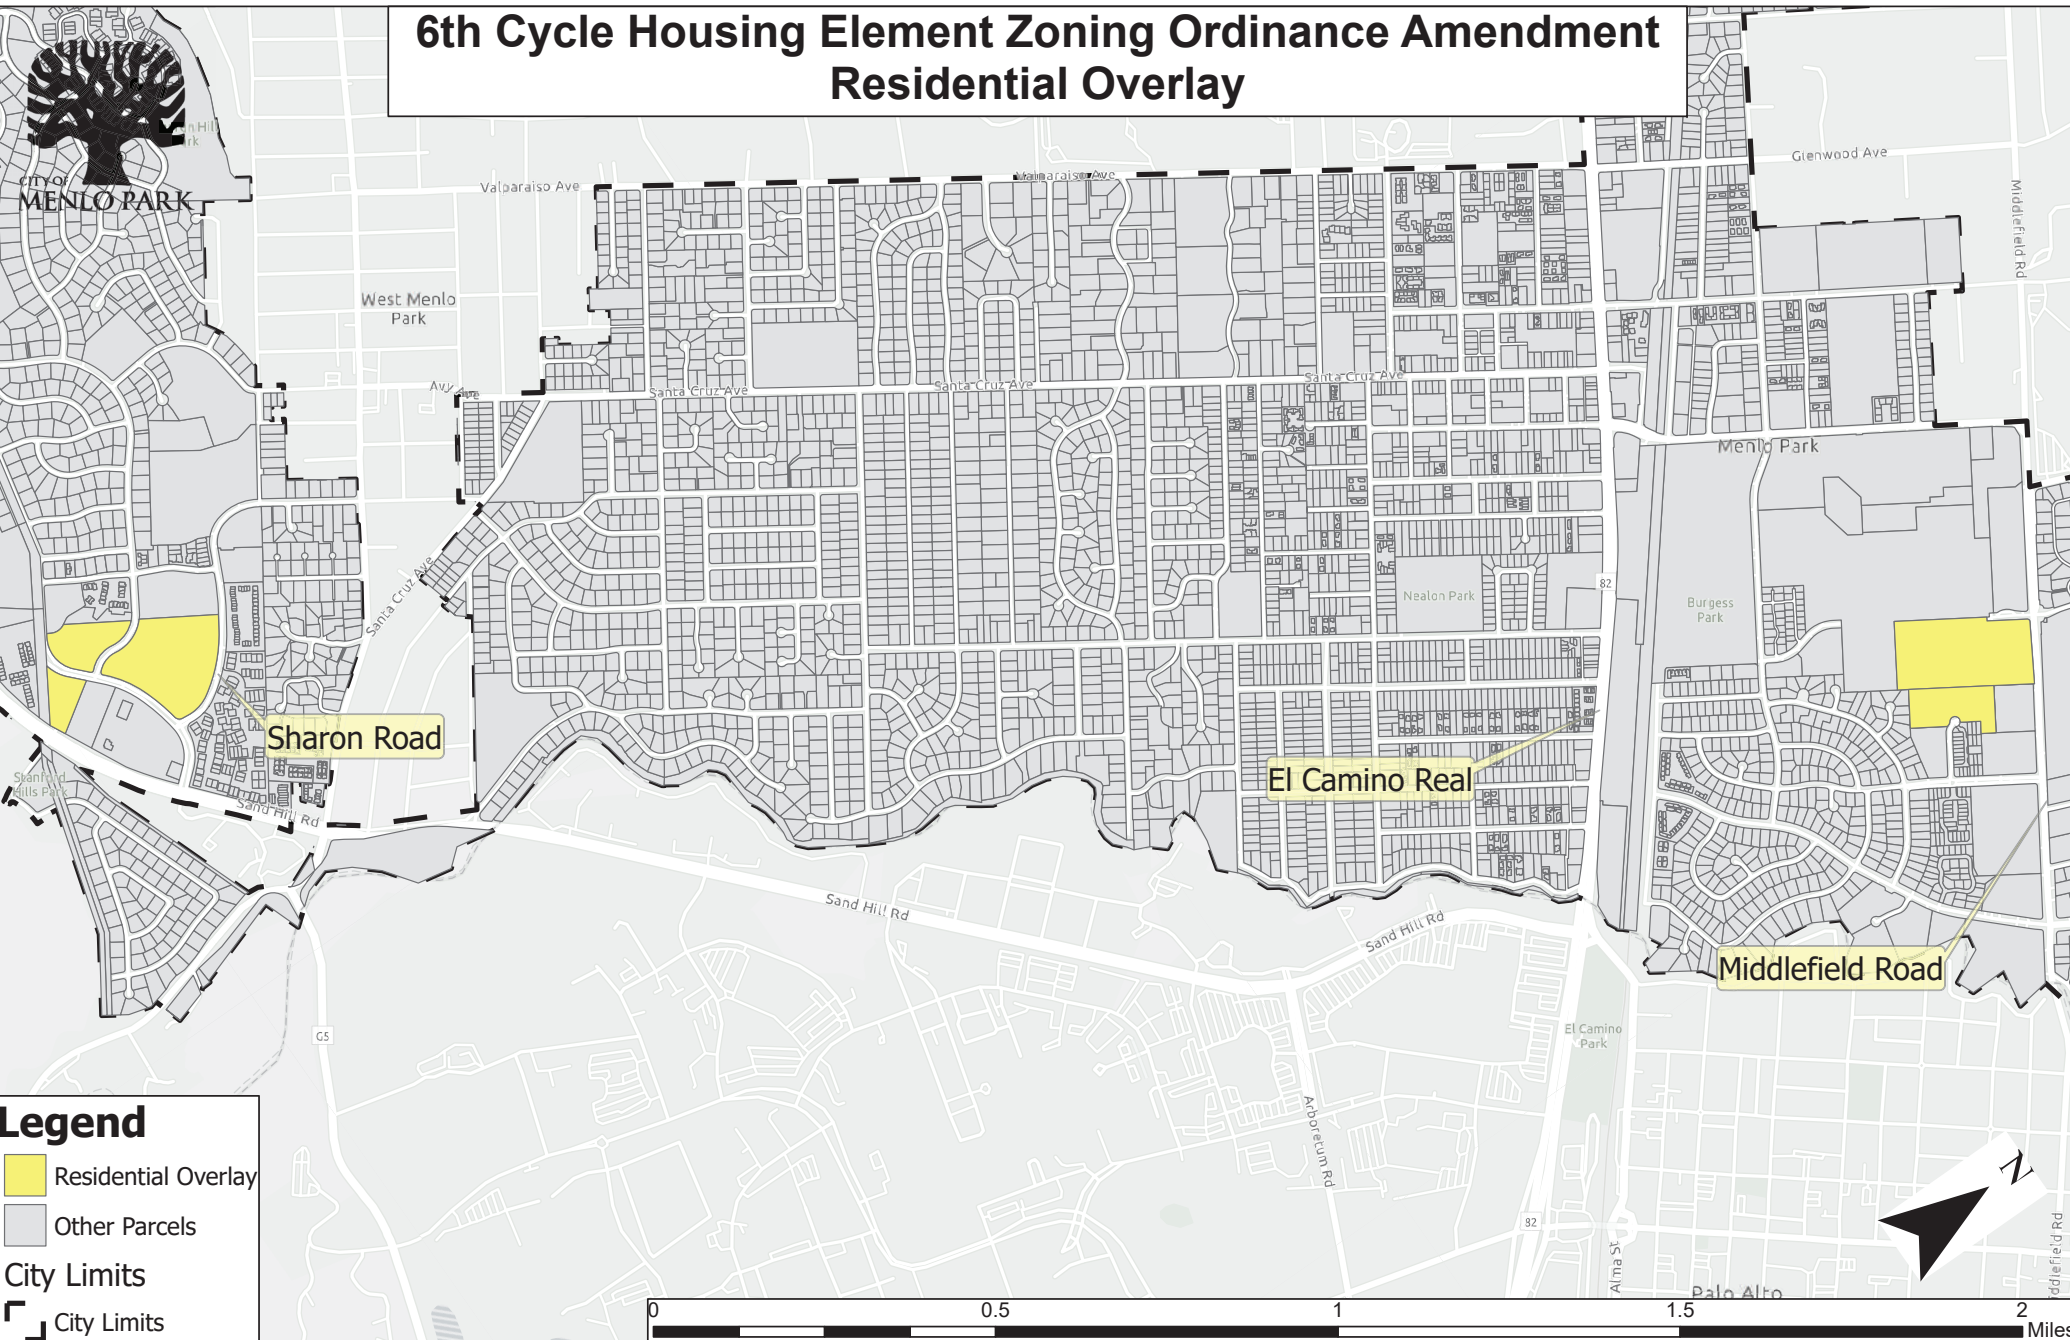 6th Cycle Housing Element Zoning Ordinance Amendment
Residential Overlay
CITY OF
MENLO PARK
Valparaiso Ave
Valparaiso Ave
Glenwood Ave
Middlefield Rd
West Menlo
Park
Avy Ave
Santa Cruz Ave
Santa Cruz Ave
Santa Cruz Ave
Menlo Park
Santa Cruz Ave
82
Nealon Park
Burgess
Park
Sharon Road
El Camino Real
Stanford
Hills Park
Sand Hill Rd
Sand Hill Rd
Sand Hill Rd
Middlefield Road
G5
El Camino
Park
Arboretum Rd
82
Alma St
Palo Alto
iddlefield Rd
N
Legend
Residential Overlay
Other Parcels
City Limits
City Limits
0 0.5 1 1.5 2
Miles